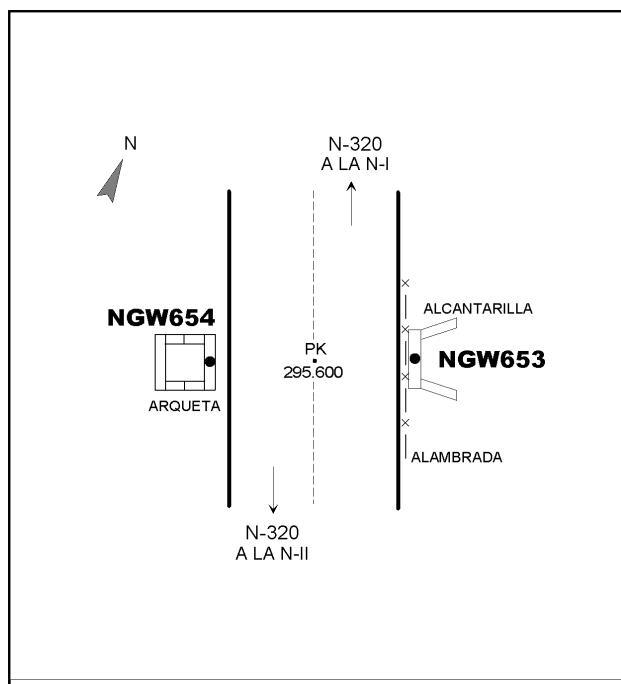 N
N-320
A LA N-I
ALCANTARILLA
NGW654
PK
295.600
NGW653
ARQUETA
ALAMBRADA
N-320
A LA N-II